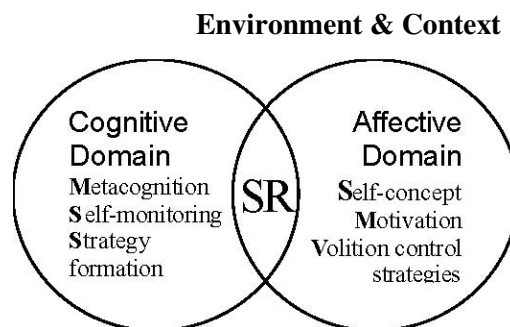 Environment & Context
Cognitive
Domain
Metacognition
Self-monitoring
Strategy
formation
SR
Affective
Domain
Self-concept
Motivation
Volition control
strategies